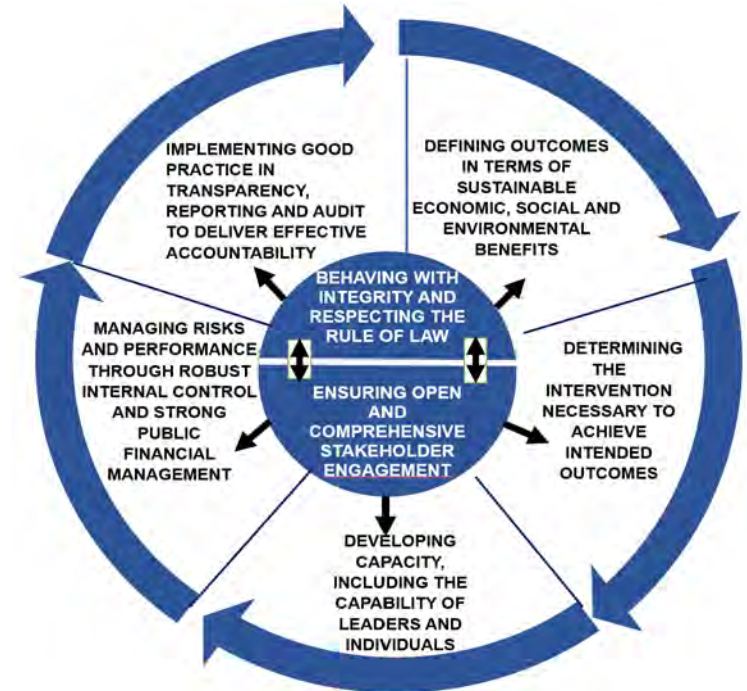 IMPLEMENTING GOOD
PRACTICE IN
TRANSPARENCY,
REPORTING AND AUDIT
TO DELIVER EFFECTIVE
ACCOUNTABILITY
DEFINING OUTCOMES
IN TERMS OF
SUSTAINABLE
ECONOMIC, SOCIAL AND
ENVIRONMENTAL
BENEFITS
BEHAVING WITH
INTEGRITY AND
RESPECTING THE
RULE OF LAW
MANAGING RISKS
AND PERFORMANCE
THROUGH ROBUST
INTERNAL CONTROL
AND STRONG
PUBLIC
FINANCIAL
MANAGEMENT
ENSURING OPEN
AND
COMPREHENSIVE
STAKEHOLDER
ENGAGEMENT
DETERMINING
THE
INTERVENTION
NECESSARY TO
ACHIEVE
INTENDED
OUTCOMES
DEVELOPING
CAPACITY,
INCLUDING THE
CAPABILITY OF
LEADERS AND
INDIVIDUALS